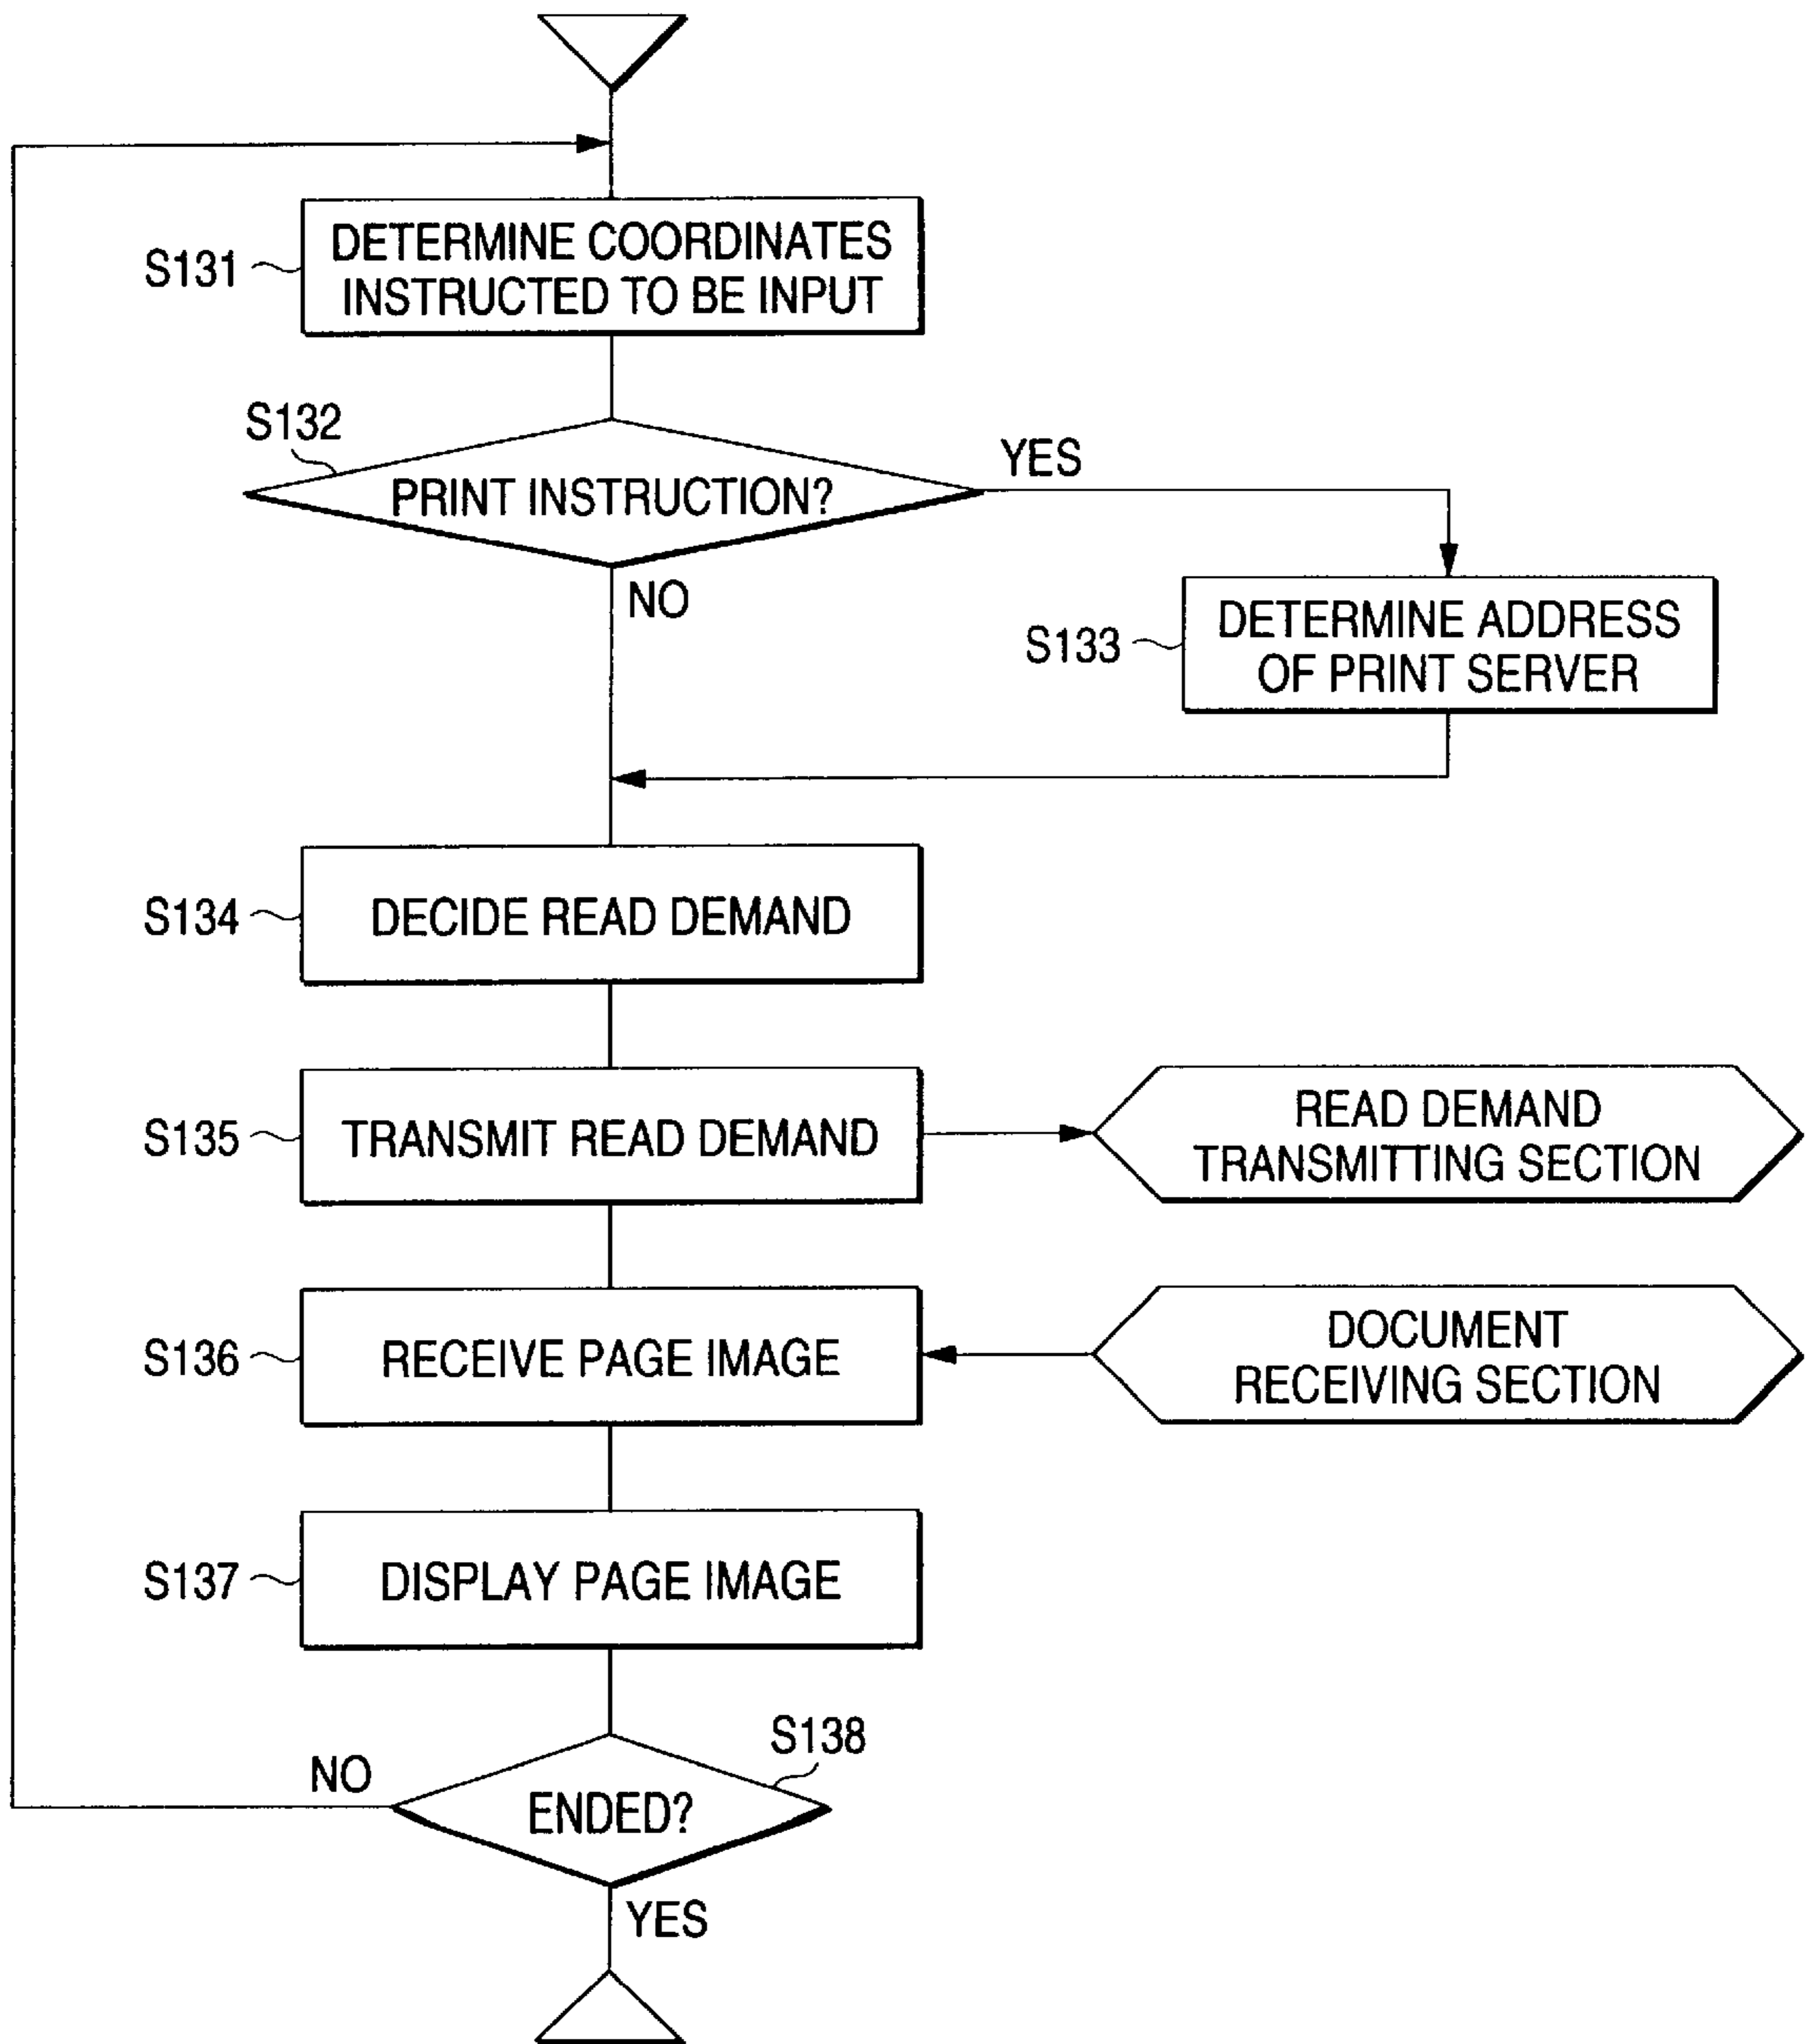 S131
DETERMINE COORDINATES
INSTRUCTED TO BE INPUT
S132
PRINT INSTRUCTION?
YES
NO
S133
DETERMINE ADDRESS
OF PRINT SERVER
S134
DECIDE READ DEMAND
S135
TRANSMIT READ DEMAND
READ DEMAND
TRANSMITTING SECTION
S136
RECEIVE PAGE IMAGE
DOCUMENT
RECEIVING SECTION
S137
DISPLAY PAGE IMAGE
S138
NO
ENDED?
YES